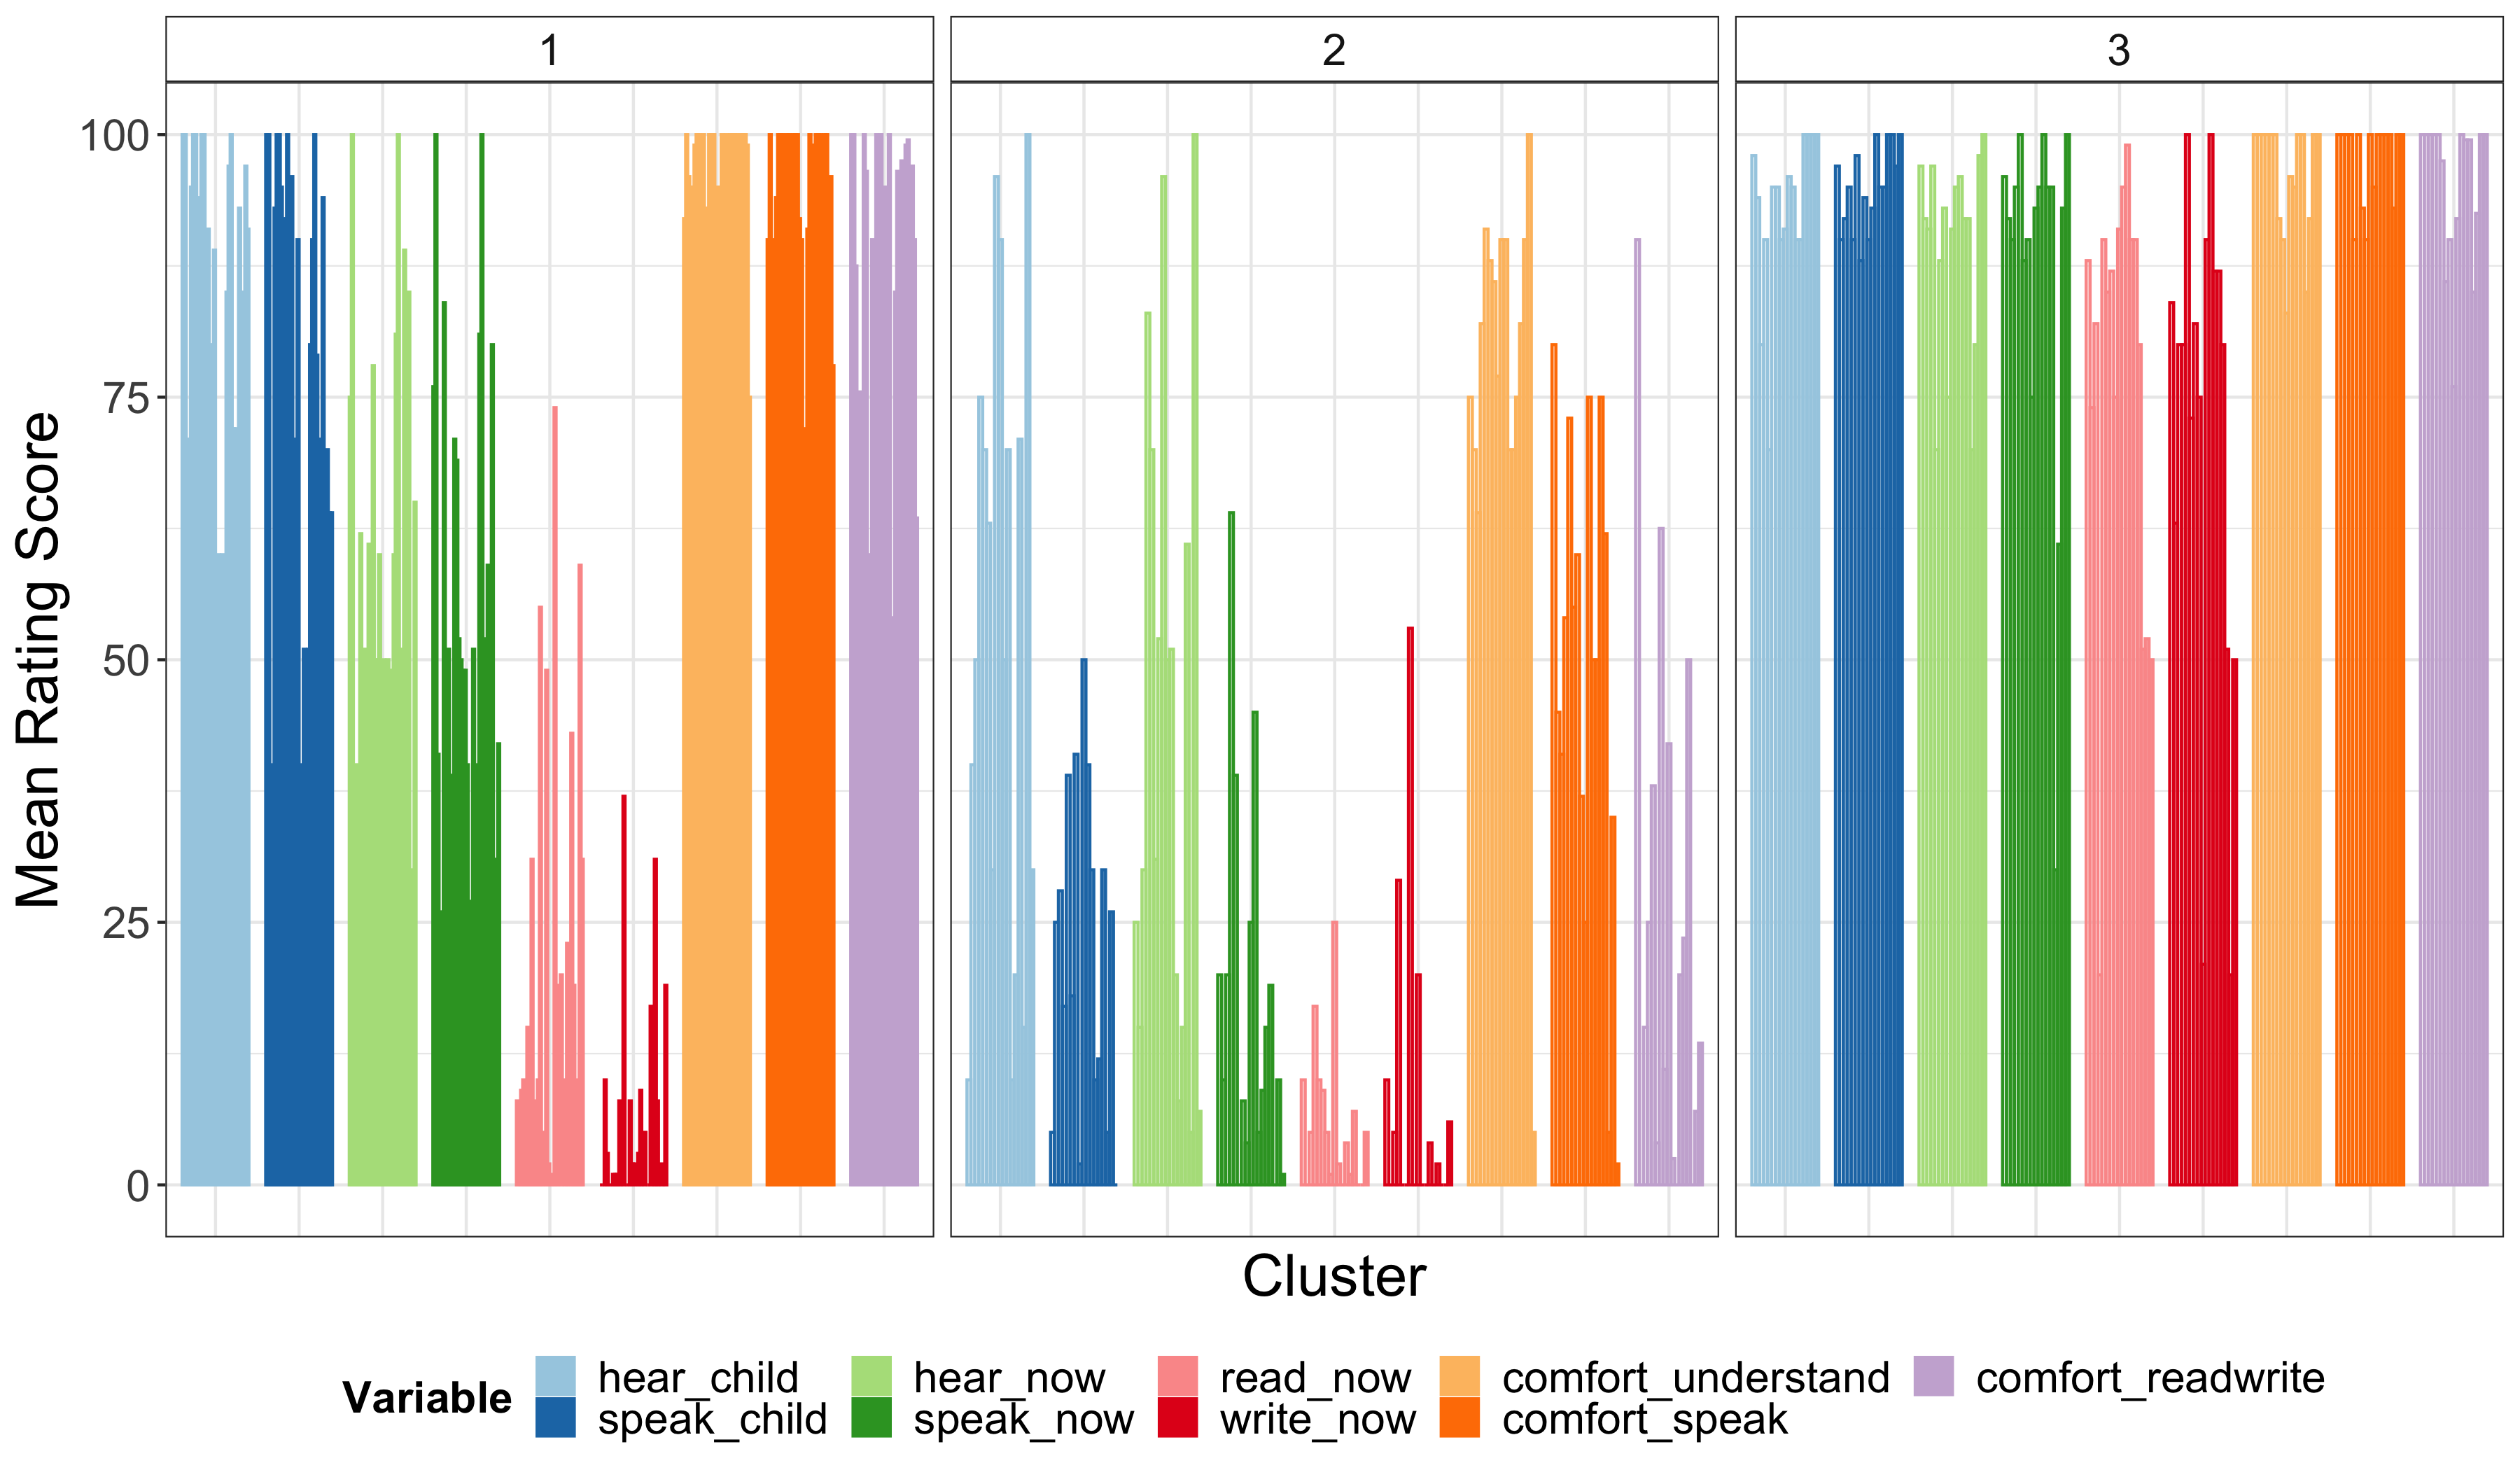 1 2 3
100
75
50
25
0
Mean Rating Score
Cluster
Variable
hear_child hear_now read_now comfort_understand comfort_readwrite
speak_child speak_now write_now comfort_speak